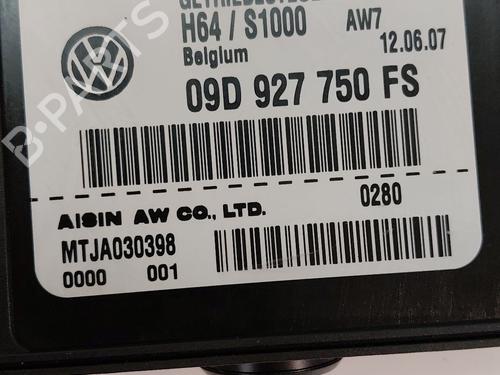 H64 / S1000 AW7
Belgium 12.06.07
09D 927 750 FS
AISIN AW CO., LTD. 0280
MTJA030398
0000 001
B-PARTS